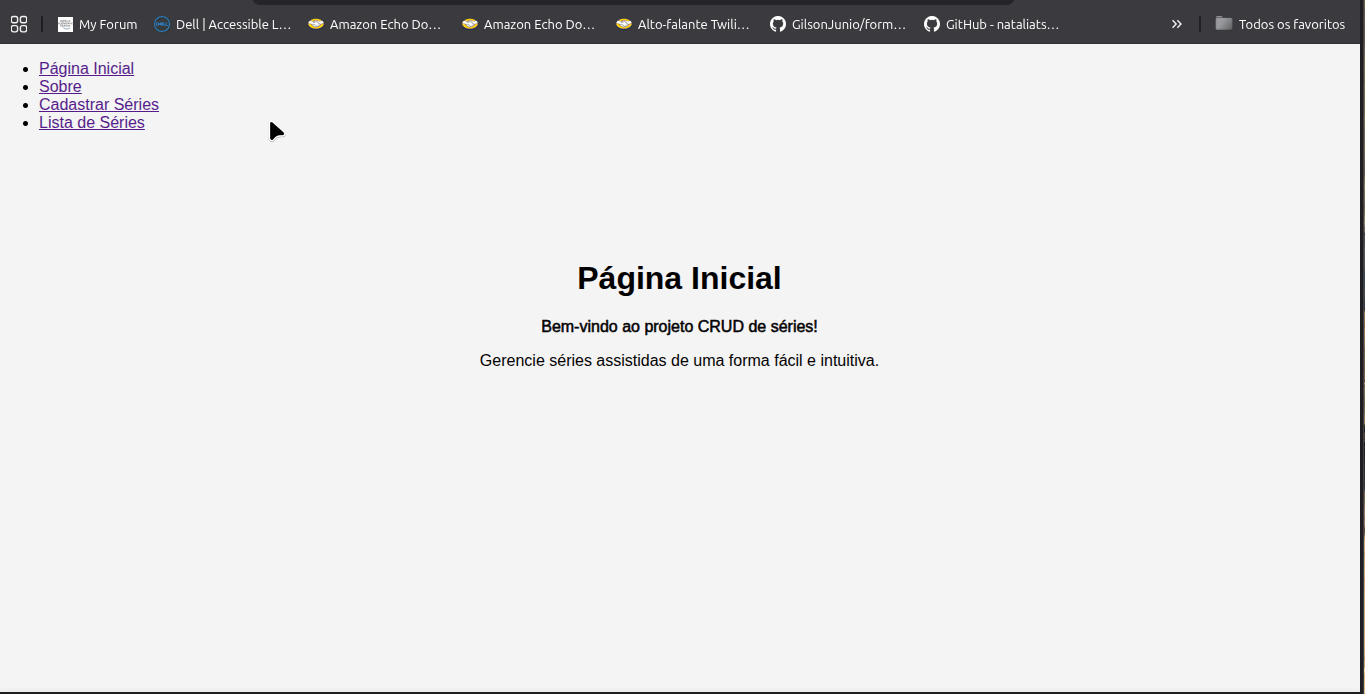 My Forum Dell | Accessible L... Amazon Echo Do... Amazon Echo Do... Alto-falante Twili... GilsonJunio/form... GitHub - nataliats... » Todos os favoritos
Página Inicial
Sobre
Cadastrar Séries
Lista de Séries
Página Inicial
Bem-vindo ao projeto CRUD de séries!
Gerencie séries assistidas de uma forma fácil e intuitiva.